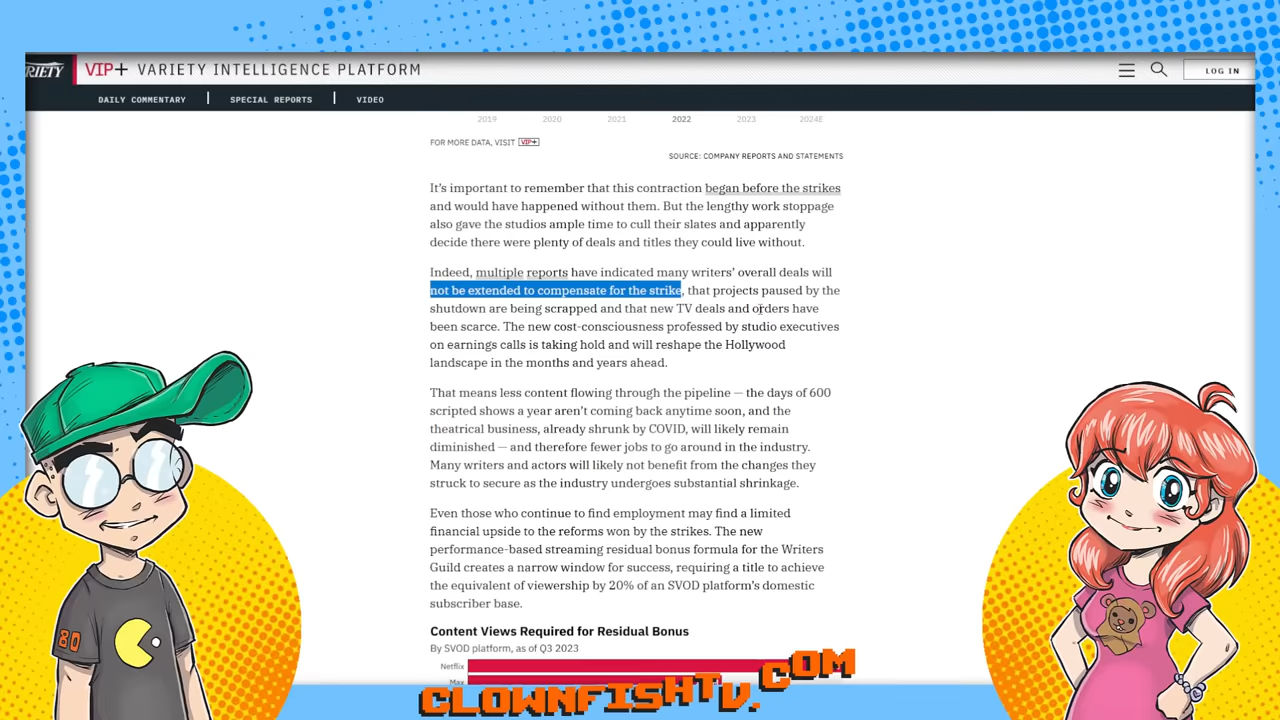 RIETY VIP+ VARIETY INTELLIGENCE PLATFORM LOG IN
DAILY COMMENTARY | SPECIAL REPORTS | VIDEO
2019 2020 2021 2022 2023 2024E
FOR MORE DATA, VISIT VIP+
SOURCE: COMPANY REPORTS AND STATEMENTS
It's important to remember that this contraction began before the strikes
and would have happened without them. But the lengthy work stoppage
also gave the studios ample time to cull their slates and apparently
decide there were plenty of deals and titles they could live without.
Indeed, multiple reports have indicated many writers' overall deals will
not be extended to compensate for the strike, that projects paused by the
shutdown are being scrapped and that new TV deals and orders have
been scarce. The new cost-consciousness professed by studio executives
on earnings calls is taking hold and will reshape the Hollywood
landscape in the months and years ahead.
That means less content flowing through the pipeline — the days of 600
scripted shows a year aren't coming back anytime soon, and the
theatrical business, already shrunk by COVID, will likely remain
diminished — and therefore fewer jobs to go around in the industry.
Many writers and actors will likely not benefit from the changes they
struck to secure as the industry undergoes substantial shrinkage.
Even those who continue to find employment may find a limited
financial upside to the reforms won by the strikes. The new
performance-based streaming residual bonus formula for the Writers
Guild creates a narrow window for success, requiring a title to achieve
the equivalent of viewership by 20% of an SVOD platform's domestic
subscriber base.
Content Views Required for Residual Bonus
By SVOD platform, as of Q3 2023
Netflix
Max
80
CLOWNFISHTV.COM